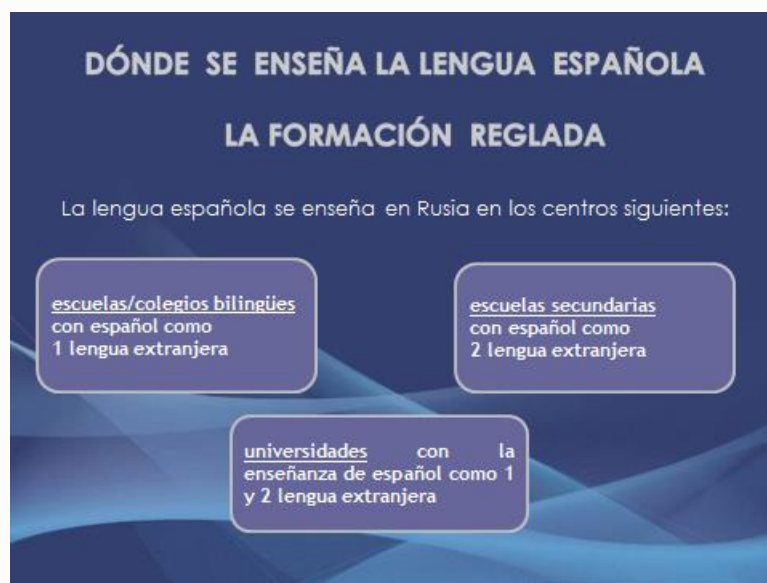 DÓNDE SE ENSEÑA LA LENGUA ESPAÑOLA
LA FORMACIÓN REGLADA
La lengua española se enseña en Rusia en los centros siguientes:
escuelas/colegios bilingües
con español como
1 lengua extranjera
escuelas secundarias
con español como
2 lengua extranjera
universidades con la
enseñanza de español como 1
y 2 lengua extranjera